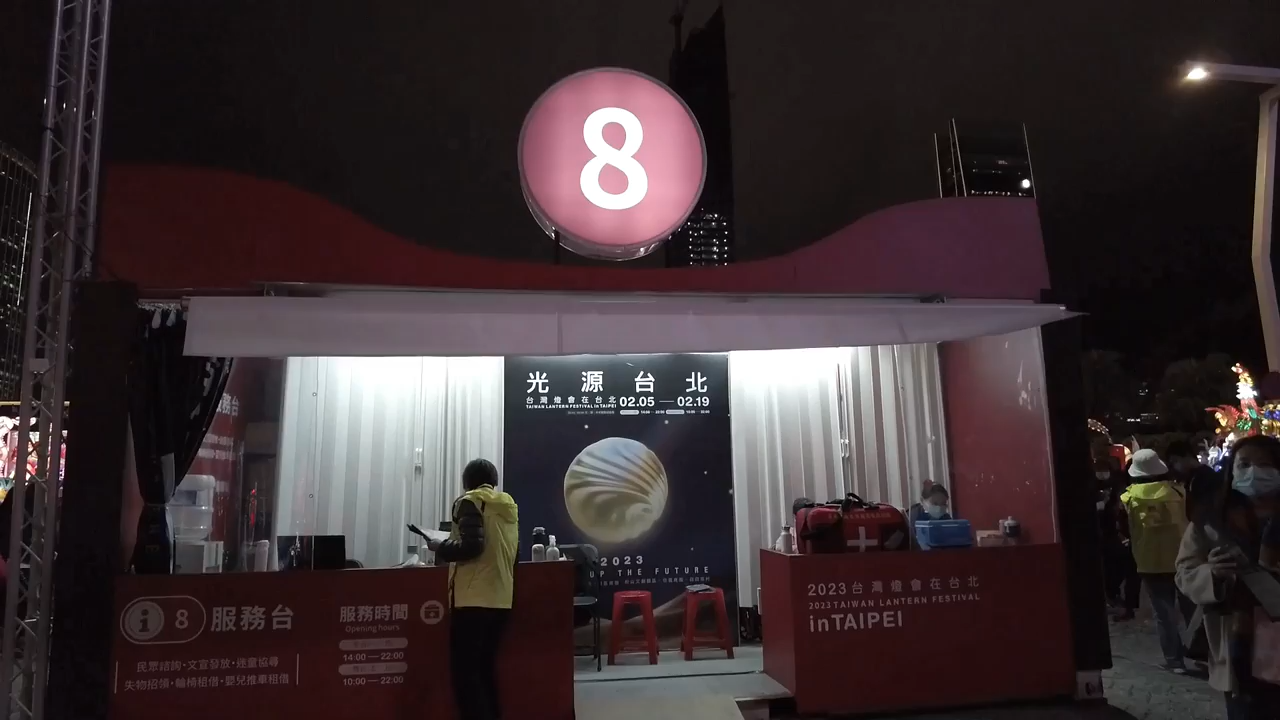 8
光源台北
台灣燈會在台北
TAIWAN LANTERN FESTIVAL in TAIPEI
02.05 — 02.19
2023
UP THE FUTURE
務台
i 8 服務台
民眾諮詢•文宣發放•迷童協尋
失物招領•輪椅租借•嬰兒推車租借
服務時間
Opening hours
14:00 — 22:00
10:00 — 22:00
2023台灣燈會在台北
2023 TAIWAN LANTERN FESTIVAL
inTAIPEI